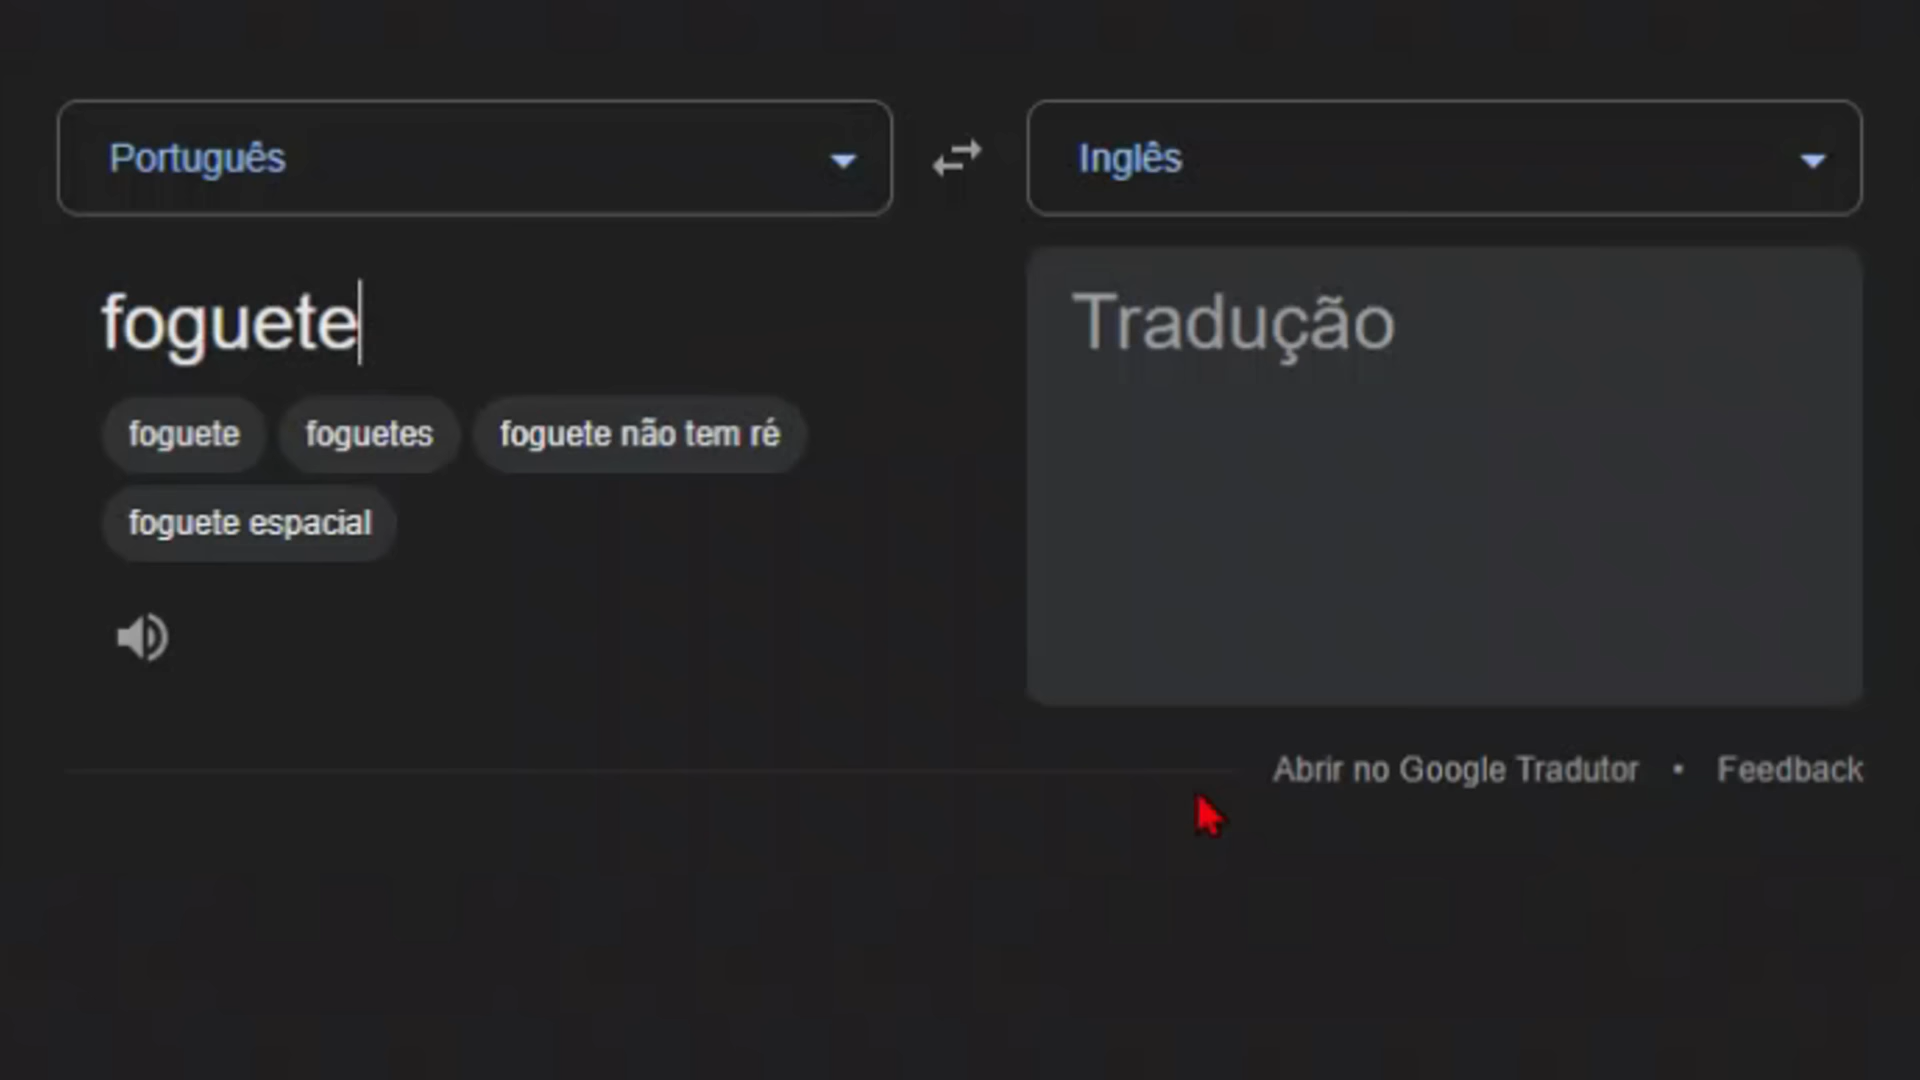 Português
Inglês
foguete
Tradução
foguete foguetes foguete não tem ré
foguete espacial
Abrir no Google Tradutor • Feedback